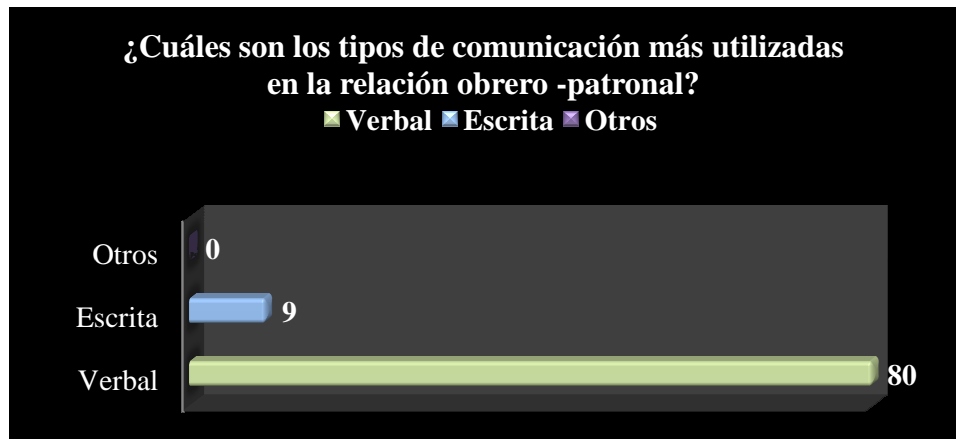 ¿Cuáles son los tipos de comunicación más utilizadas
en la relación obrero -patronal?
Verbal Escrita Otros
Otros 0
Escrita 9
Verbal 80